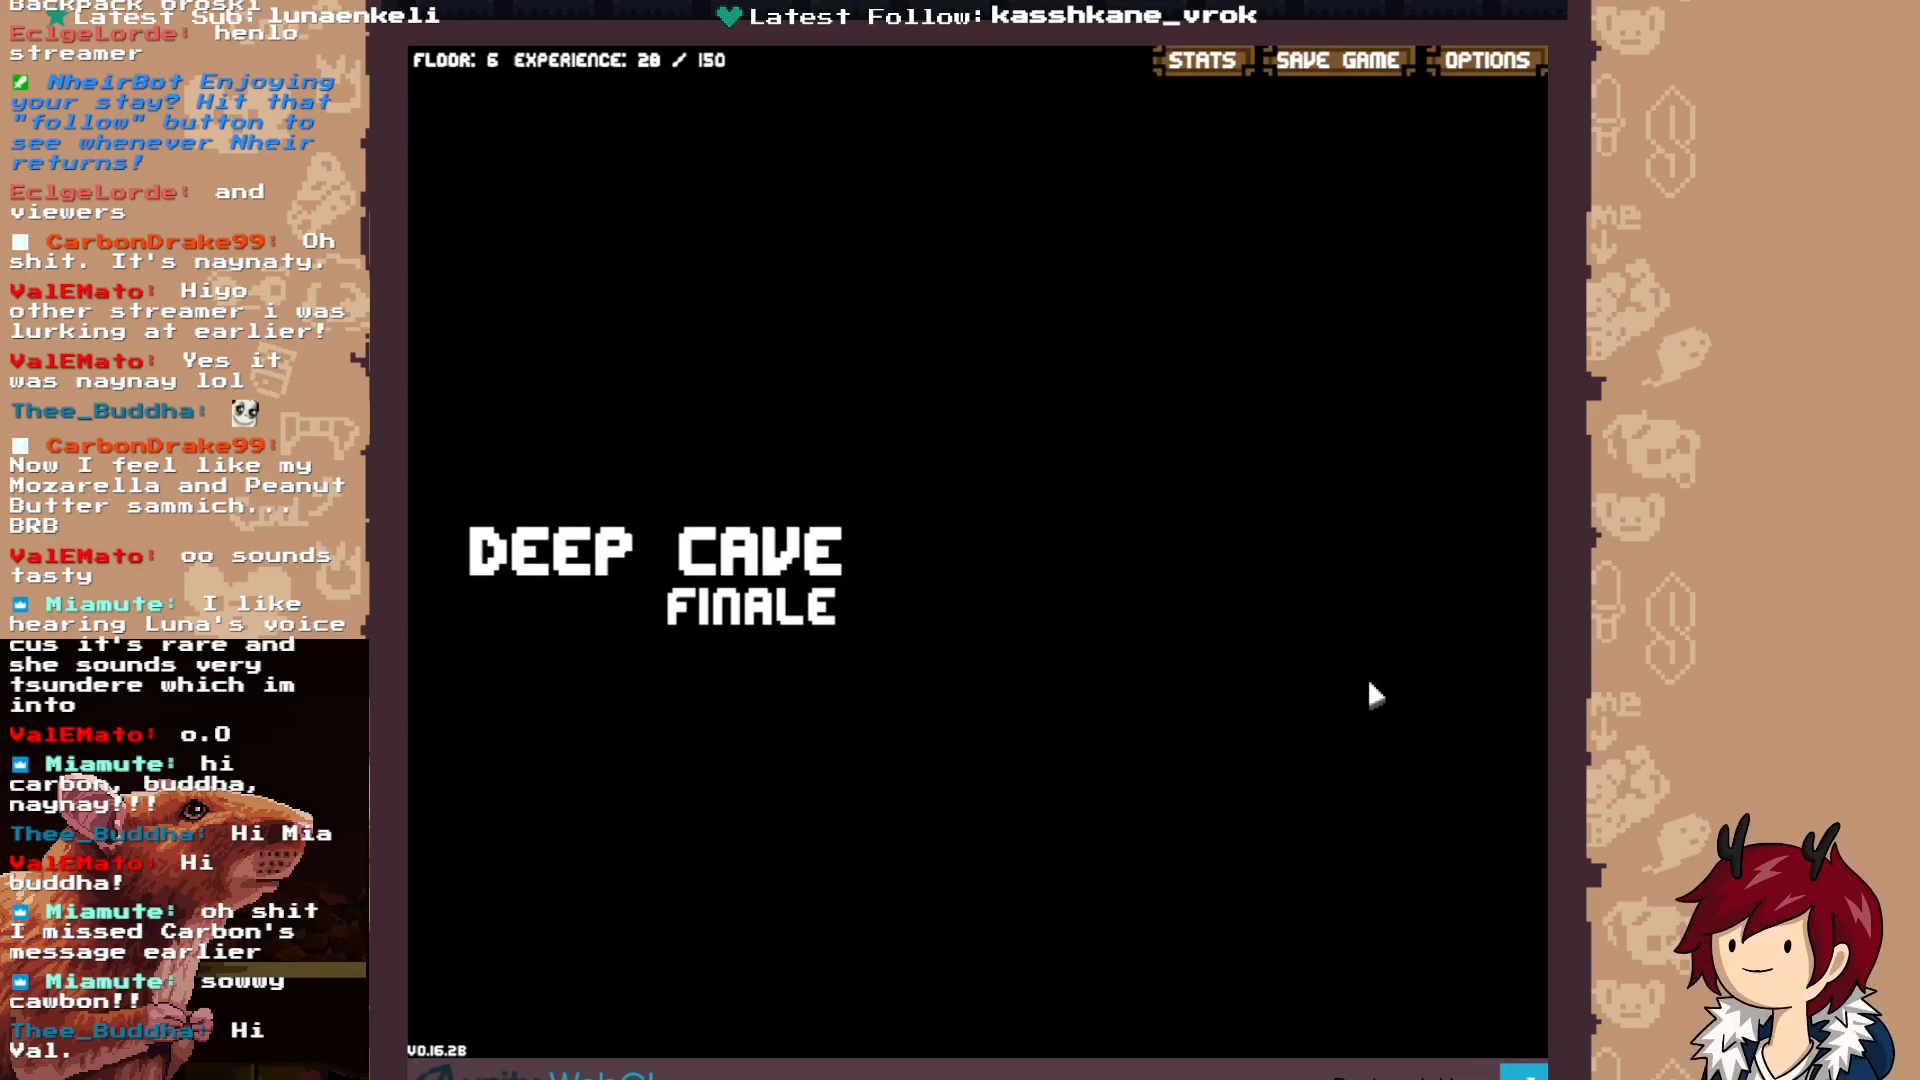 Latest Sub: lunaenkeli
Latest Follow: kasshkane_vrok
EclgeLorde: henlo
streamer
NheirBot Enjoying
your stay? Hit that
"follow" button to
see whenever Nheir
returns!
EclgeLorde: and
viewers
CarbonDrake99: Oh
shit. It's naynaty.
ValEMato: Hiyo
other streamer i was
lurking at earlier!
ValEMato: Yes it
was naynay lol
Thee_Buddha:
CarbonDrake99:
Now I feel like my
Mozarella and Peanut
Butter sammich...
BRB
ValEMato: oo sounds
tasty
Miamute: I like
hearing Luna's voice
cus it's rare and
she sounds very
tsundere which im
into
ValEMato: o.O
Miamute: hi
carbon, buddha,
naynay!!!
Thee_Buddha: Hi Mia
ValEMato: Hi
buddha!
Miamute: oh shit
I missed Carbon's
message earlier
Miamute: sowwy
cawbon!!
Thee_Buddha: Hi
Val.
FLOOR: 6 EXPERIENCE: 28 / 150
STATS
SAVE GAME
OPTIONS
DEEP CAVE
FINALE
V0.16.2B
me
me